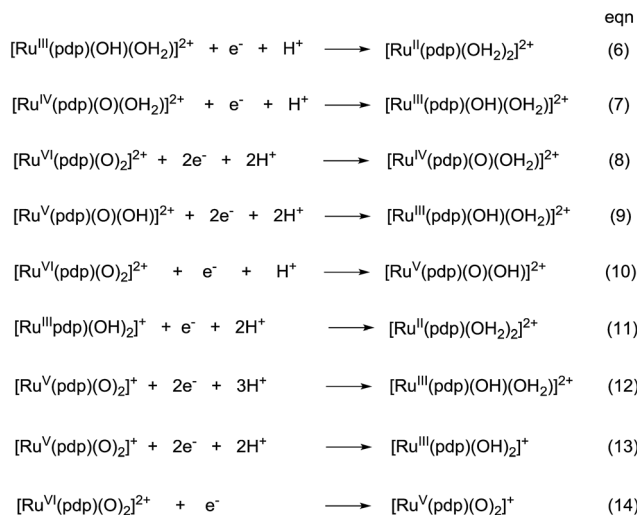 eqn
[Ru^III(pdp)(OH)(OH₂)]²⁺ + e⁻ + H⁺ ⟶ [Ru^II(pdp)(OH₂)₂]²⁺ (6)
[Ru^IV(pdp)(O)(OH₂)]²⁺ + e⁻ + H⁺ ⟶ [Ru^III(pdp)(OH)(OH₂)]²⁺ (7)
[Ru^VI(pdp)(O)₂]²⁺ + 2e⁻ + 2H⁺ ⟶ [Ru^IV(pdp)(O)(OH₂)]²⁺ (8)
[Ru^V(pdp)(O)(OH)]²⁺ + 2e⁻ + 2H⁺ ⟶ [Ru^III(pdp)(OH)(OH₂)]²⁺ (9)
[Ru^VI(pdp)(O)₂]²⁺ + e⁻ + H⁺ ⟶ [Ru^V(pdp)(O)(OH)]²⁺ (10)
[Ru^IIIpdp)(OH)₂]⁺ + e⁻ + 2H⁺ ⟶ [Ru^II(pdp)(OH₂)₂]²⁺ (11)
[Ru^V(pdp)(O)₂]⁺ + 2e⁻ + 3H⁺ ⟶ [Ru^III(pdp)(OH)(OH₂)]²⁺ (12)
[Ru^V(pdp)(O)₂]⁺ + 2e⁻ + 2H⁺ ⟶ [Ru^III(pdp)(OH)₂]⁺ (13)
[Ru^VI(pdp)(O)₂]²⁺ + e⁻ ⟶ [Ru^V(pdp)(O)₂]⁺ (14)